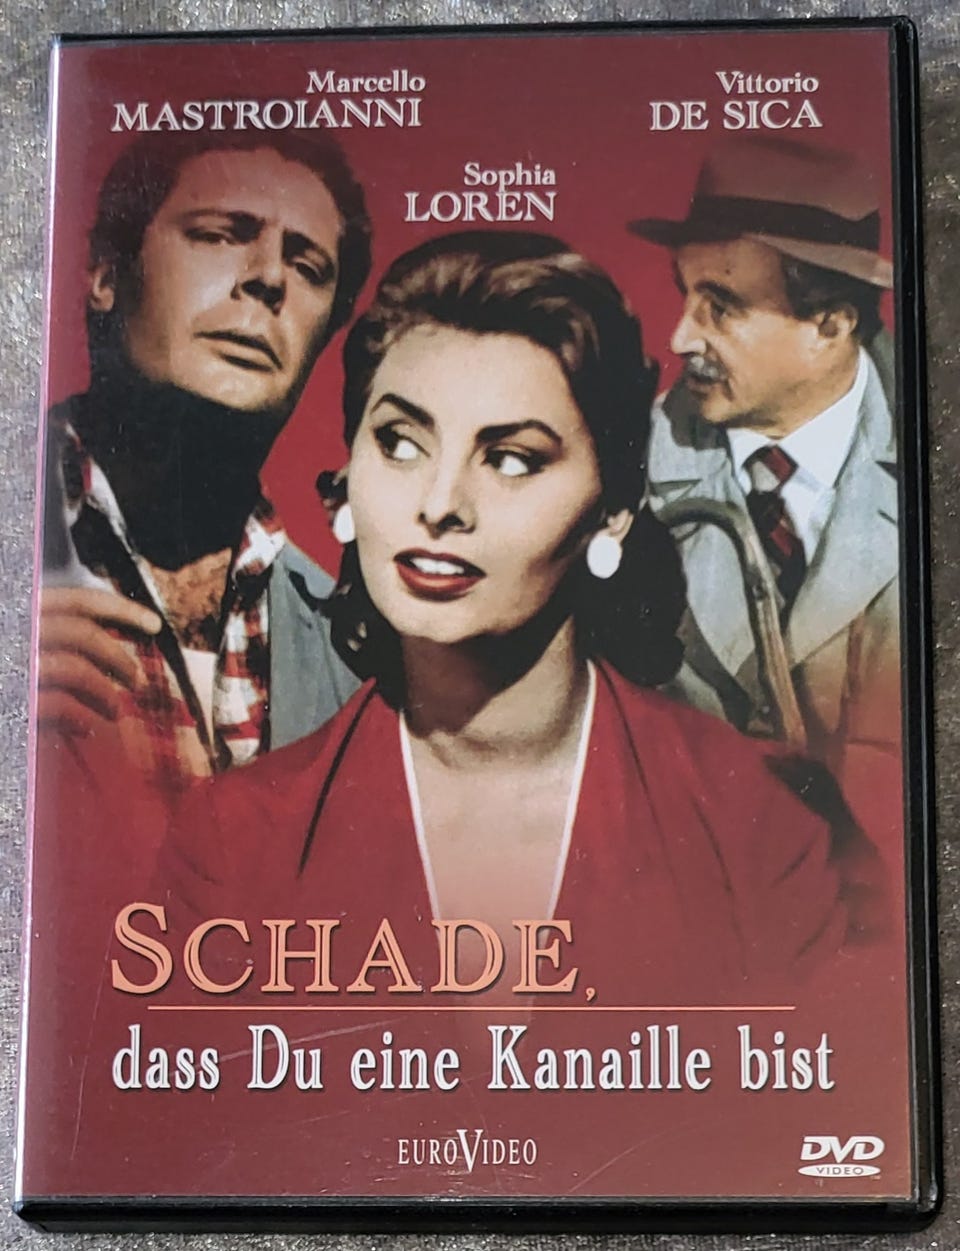 Marcello
MASTROIANNI
Vittorio
DE SICA
Sophia
LOREN
SCHADE,
dass Du eine Kanaille bist
EUROVIDEO
DVD
VIDEO